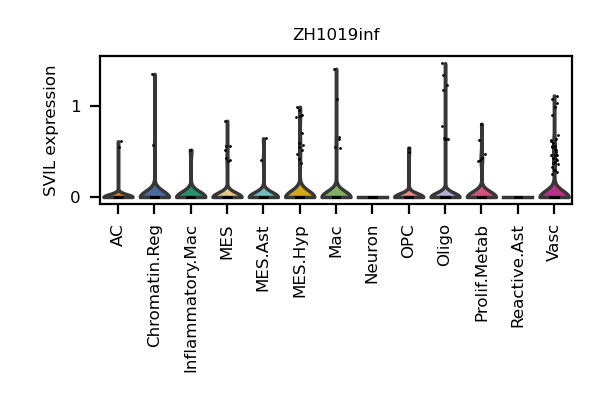 ZH1019inf
SVIL expression
1
0
AC
Chromatin.Reg
Inflammatory.Mac
MES
MES.Ast
MES.Hyp
Mac
Neuron
OPC
Oligo
Prolif.Metab
Reactive.Ast
Vasc